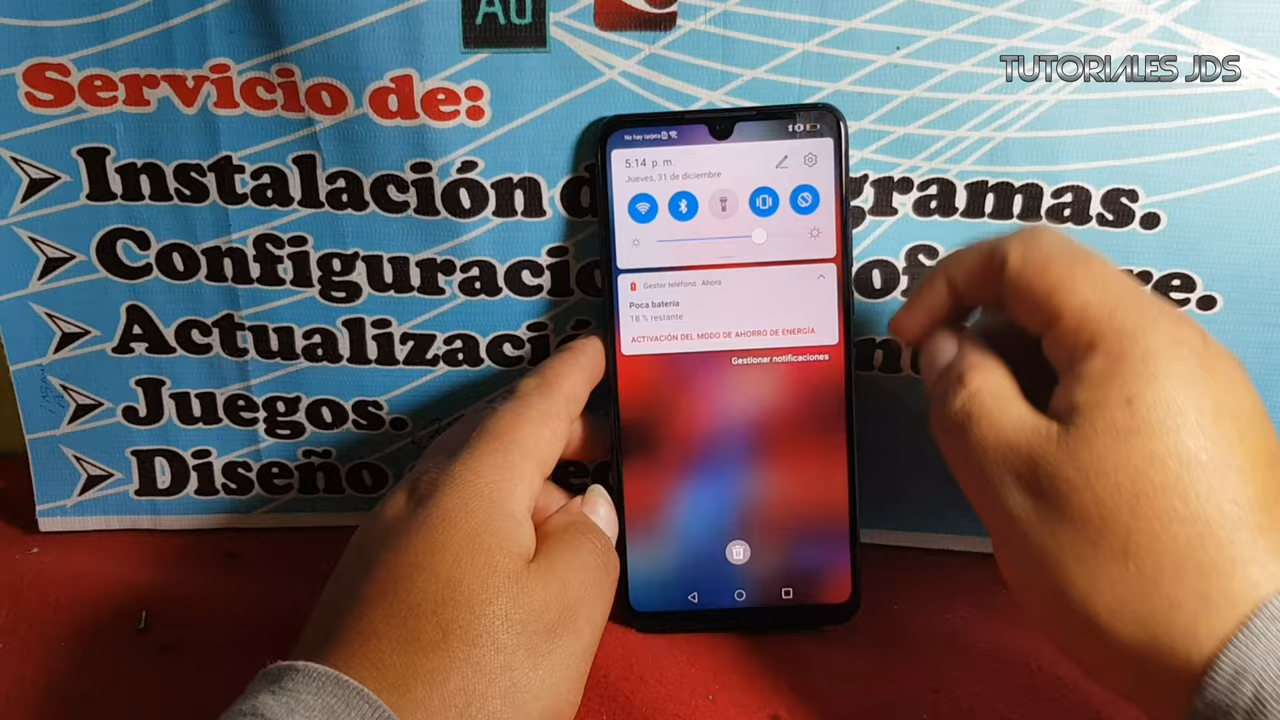 Au
TUTORIALES JDS
Servicio de:
Instalación
gramas.
Configuracio
Actualizació
Juegos.
Diseño
No hay tarjeta
5:14 p. m.
Jueves, 31 de diciembre
Gestor teléfono · Ahora
Poca batería
18 % restante
ACTIVACIÓN DEL MODO DE AHORRO DE ENERGÍA
Gestionar notificaciones